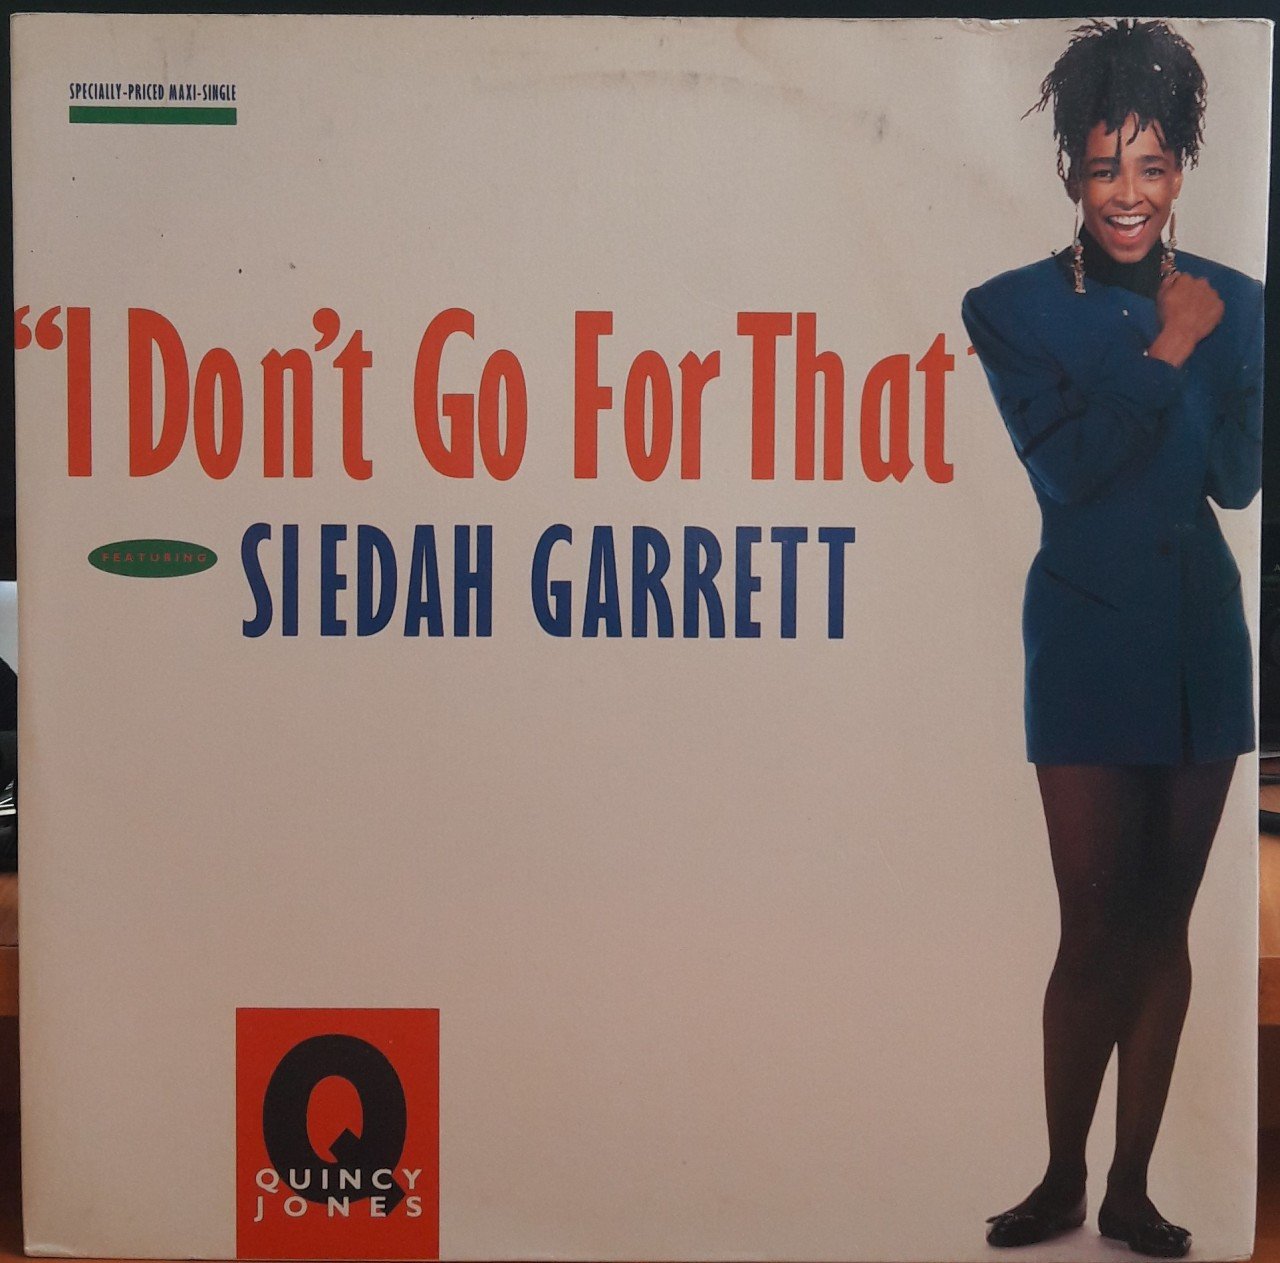 SPECIALLY-PRICED MAXI-SINGLE
“I Don’t Go For That’
FEATURING SIEDAH GARRETT
Q
QUINCY
JONES